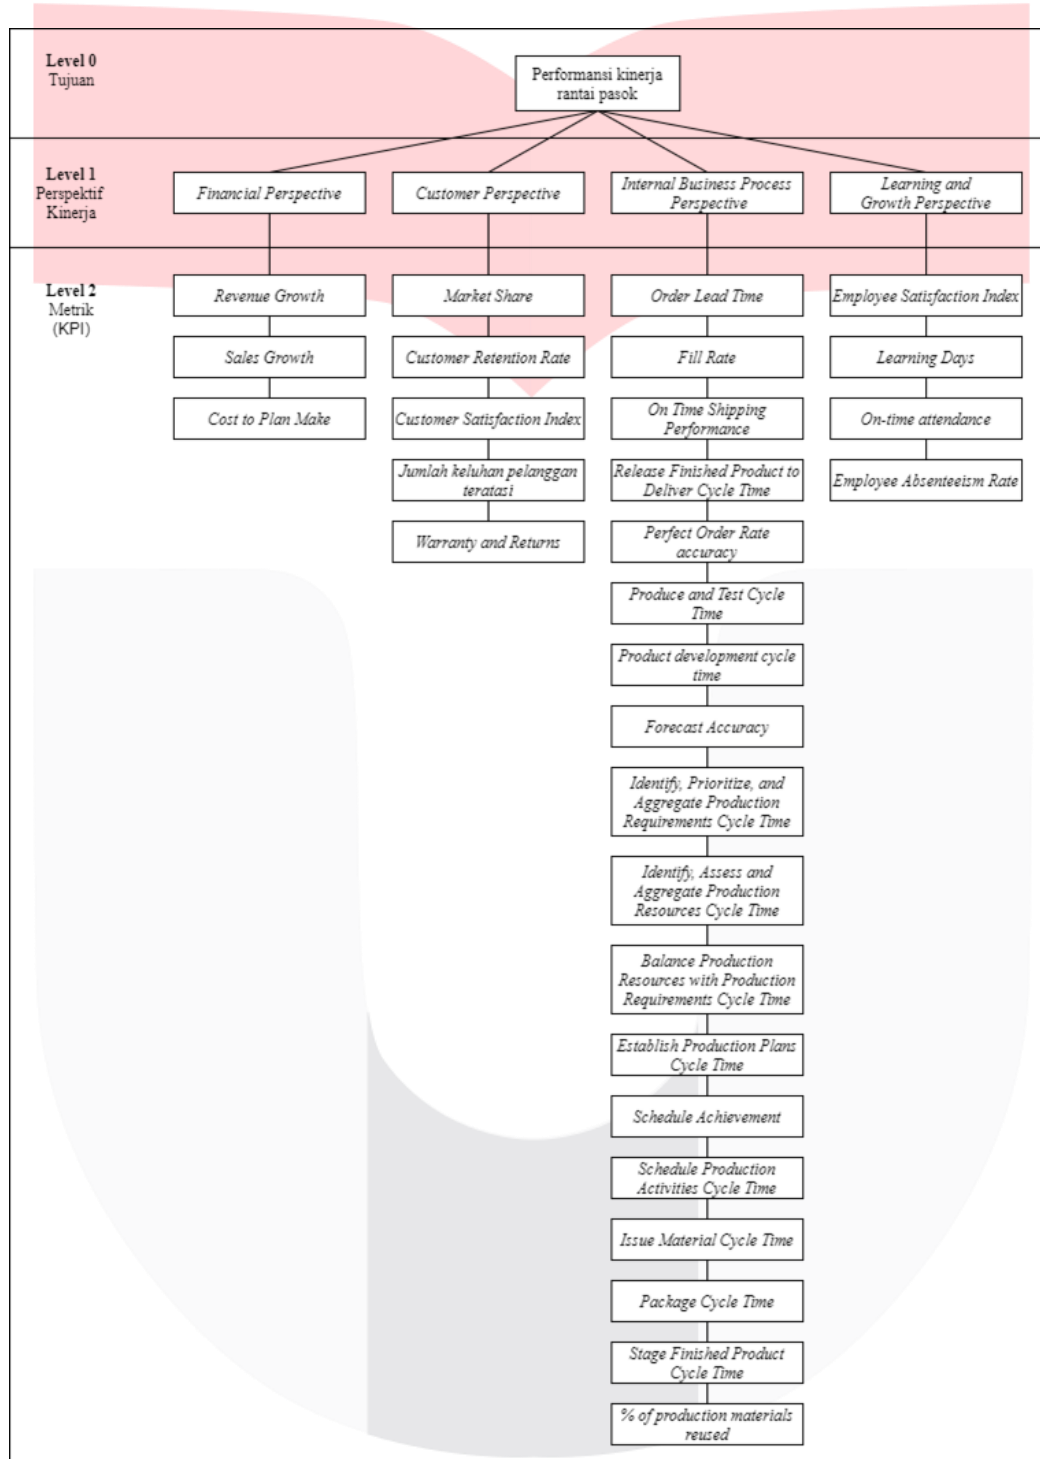 Level 0
Tujuan
Performansi kinerja
rantai pasok
Level 1
Perspektif
Kinerja
Financial Perspective
Customer Perspective
Internal Business Process
Perspective
Learning and
Growth Perspective
Level 2
Metrik
(KPI)
Revenue Growth
Sales Growth
Cost to Plan Make
Market Share
Customer Retention Rate
Customer Satisfaction Index
Jumlah keluhan pelanggan
teratasi
Warranty and Returns
Order Lead Time
Fill Rate
On Time Shipping
Performance
Release Finished Product to
Deliver Cycle Time
Perfect Order Rate
accuracy
Produce and Test Cycle
Time
Product development cycle
time
Forecast Accuracy
Identify, Prioritize, and
Aggregate Production
Requirements Cycle Time
Identify, Assess and
Aggregate Production
Resources Cycle Time
Balance Production
Resources with Production
Requirements Cycle Time
Establish Production Plans
Cycle Time
Schedule Achievement
Schedule Production
Activities Cycle Time
Issue Material Cycle Time
Package Cycle Time
Stage Finished Product
Cycle Time
% of production materials
reused
Employee Satisfaction Index
Learning Days
On-time attendance
Employee Absenteeism Rate